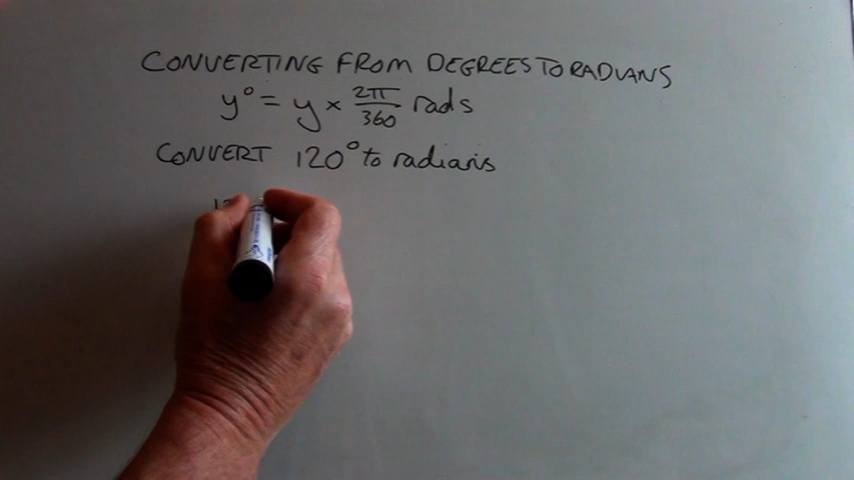 CONVERTING FROM DEGREES TO RADIANS
y° = y × 2π/360 rads
CONVERT 120° to radians